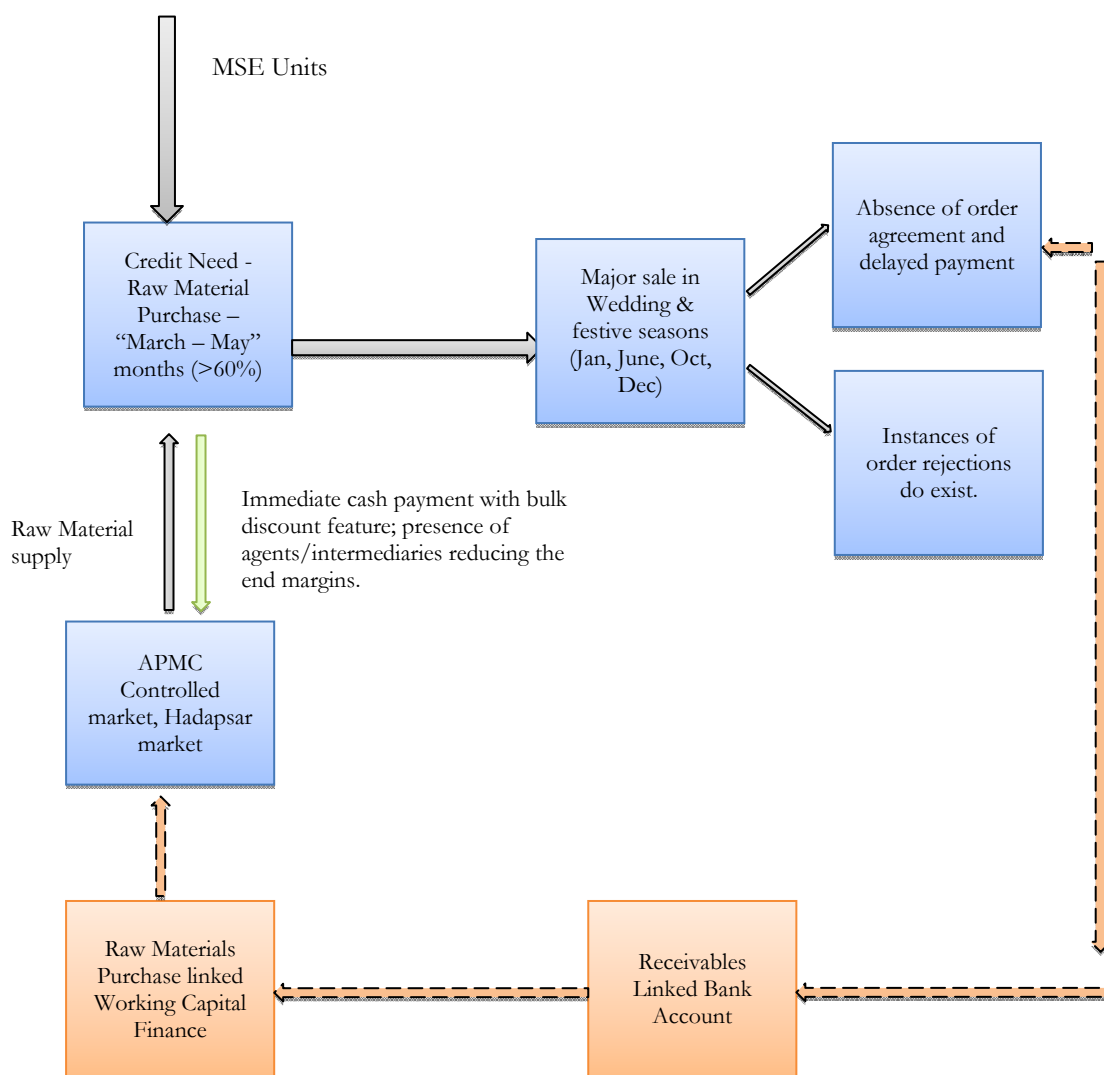 MSE Units
Credit Need -
Raw Material
Purchase –
“March – May”
months (>60%)
Major sale in
Wedding &
festive seasons
(Jan, June, Oct,
Dec)
Absence of order
agreement and
delayed payment
Instances of
order rejections
do exist.
Raw Material
supply
Immediate cash payment with bulk
discount feature; presence of
agents/intermediaries reducing the
end margins.
APMC
Controlled
market, Hadapsar
market
Raw Materials
Purchase linked
Working Capital
Finance
Receivables
Linked Bank
Account